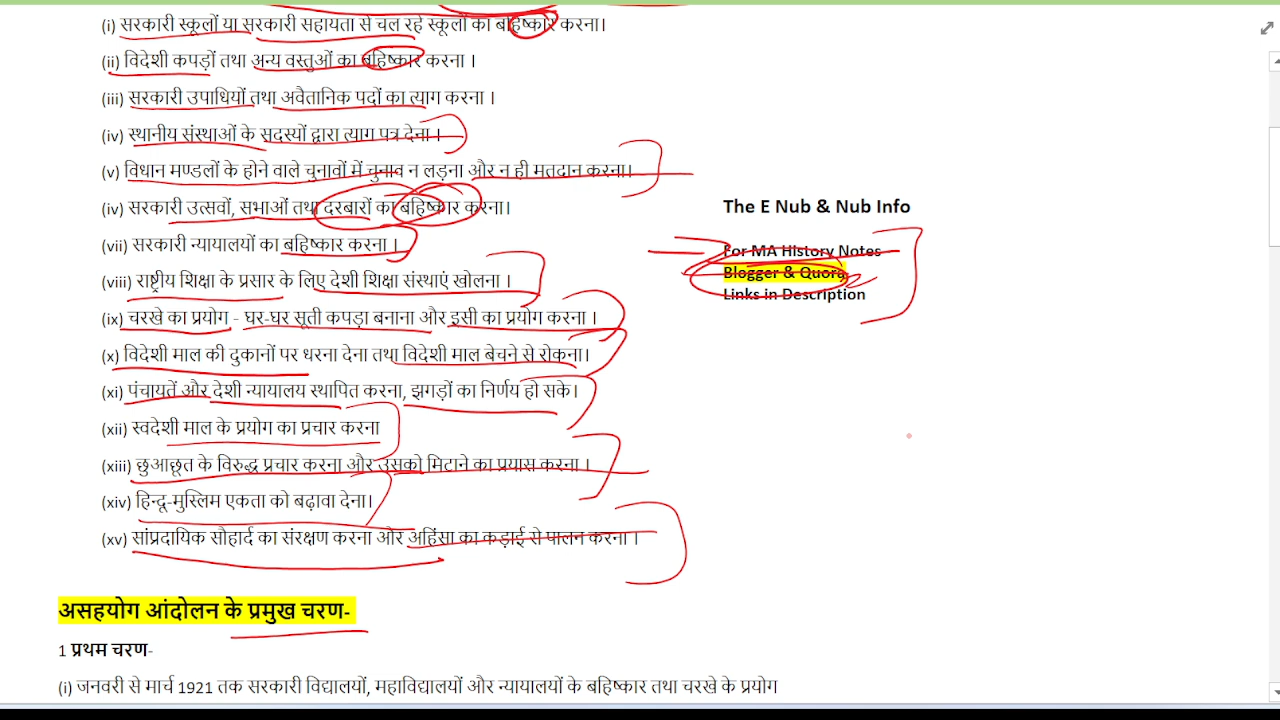 (i) सरकारी स्कूलों या सरकारी सहायता से चल रहे स्कूलों का बहिष्कार करना।
(ii) विदेशी कपड़ों तथा अन्य वस्तुओं का बहिष्कार करना ।
(iii) सरकारी उपाधियों तथा अवैतानिक पदों का त्याग करना ।
(iv) स्थानीय संस्थाओं के सदस्यों द्वारा त्याग पत्र देना ।
(v) विधान मण्डलों के होने वाले चुनावों में चुनाव न लड़ना और न ही मतदान करना।
(iv) सरकारी उत्सवों, सभाओं तथा दरबारों का बहिष्कार करना।
(vii) सरकारी न्यायालयों का बहिष्कार करना ।
(viii) राष्ट्रीय शिक्षा के प्रसार के लिए देशी शिक्षा संस्थाएं खोलना ।
(ix) चरखे का प्रयोग - घर-घर सूती कपड़ा बनाना और इसी का प्रयोग करना ।
(x) विदेशी माल की दुकानों पर धरना देना तथा विदेशी माल बेचने से रोकना।
(xi) पंचायतें और देशी न्यायालय स्थापित करना, झगड़ों का निर्णय हो सके।
(xii) स्वदेशी माल के प्रयोग का प्रचार करना
(xiii) छुआछूत के विरुद्ध प्रचार करना और उसको मिटाने का प्रयास करना ।
(xiv) हिन्दू-मुस्लिम एकता को बढ़ावा देना।
(xv) सांप्रदायिक सौहार्द का संरक्षण करना और अहिंसा का कड़ाई से पालन करना ।
The E Nub & Nub Info
For MA History Notes
Blogger & Quora
Links in Description
असहयोग आंदोलन के प्रमुख चरण-
1 प्रथम चरण-
(i) जनवरी से मार्च 1921 तक सरकारी विद्यालयों, महाविद्यालयों और न्यायालयों के बहिष्कार तथा चरखे के प्रयोग